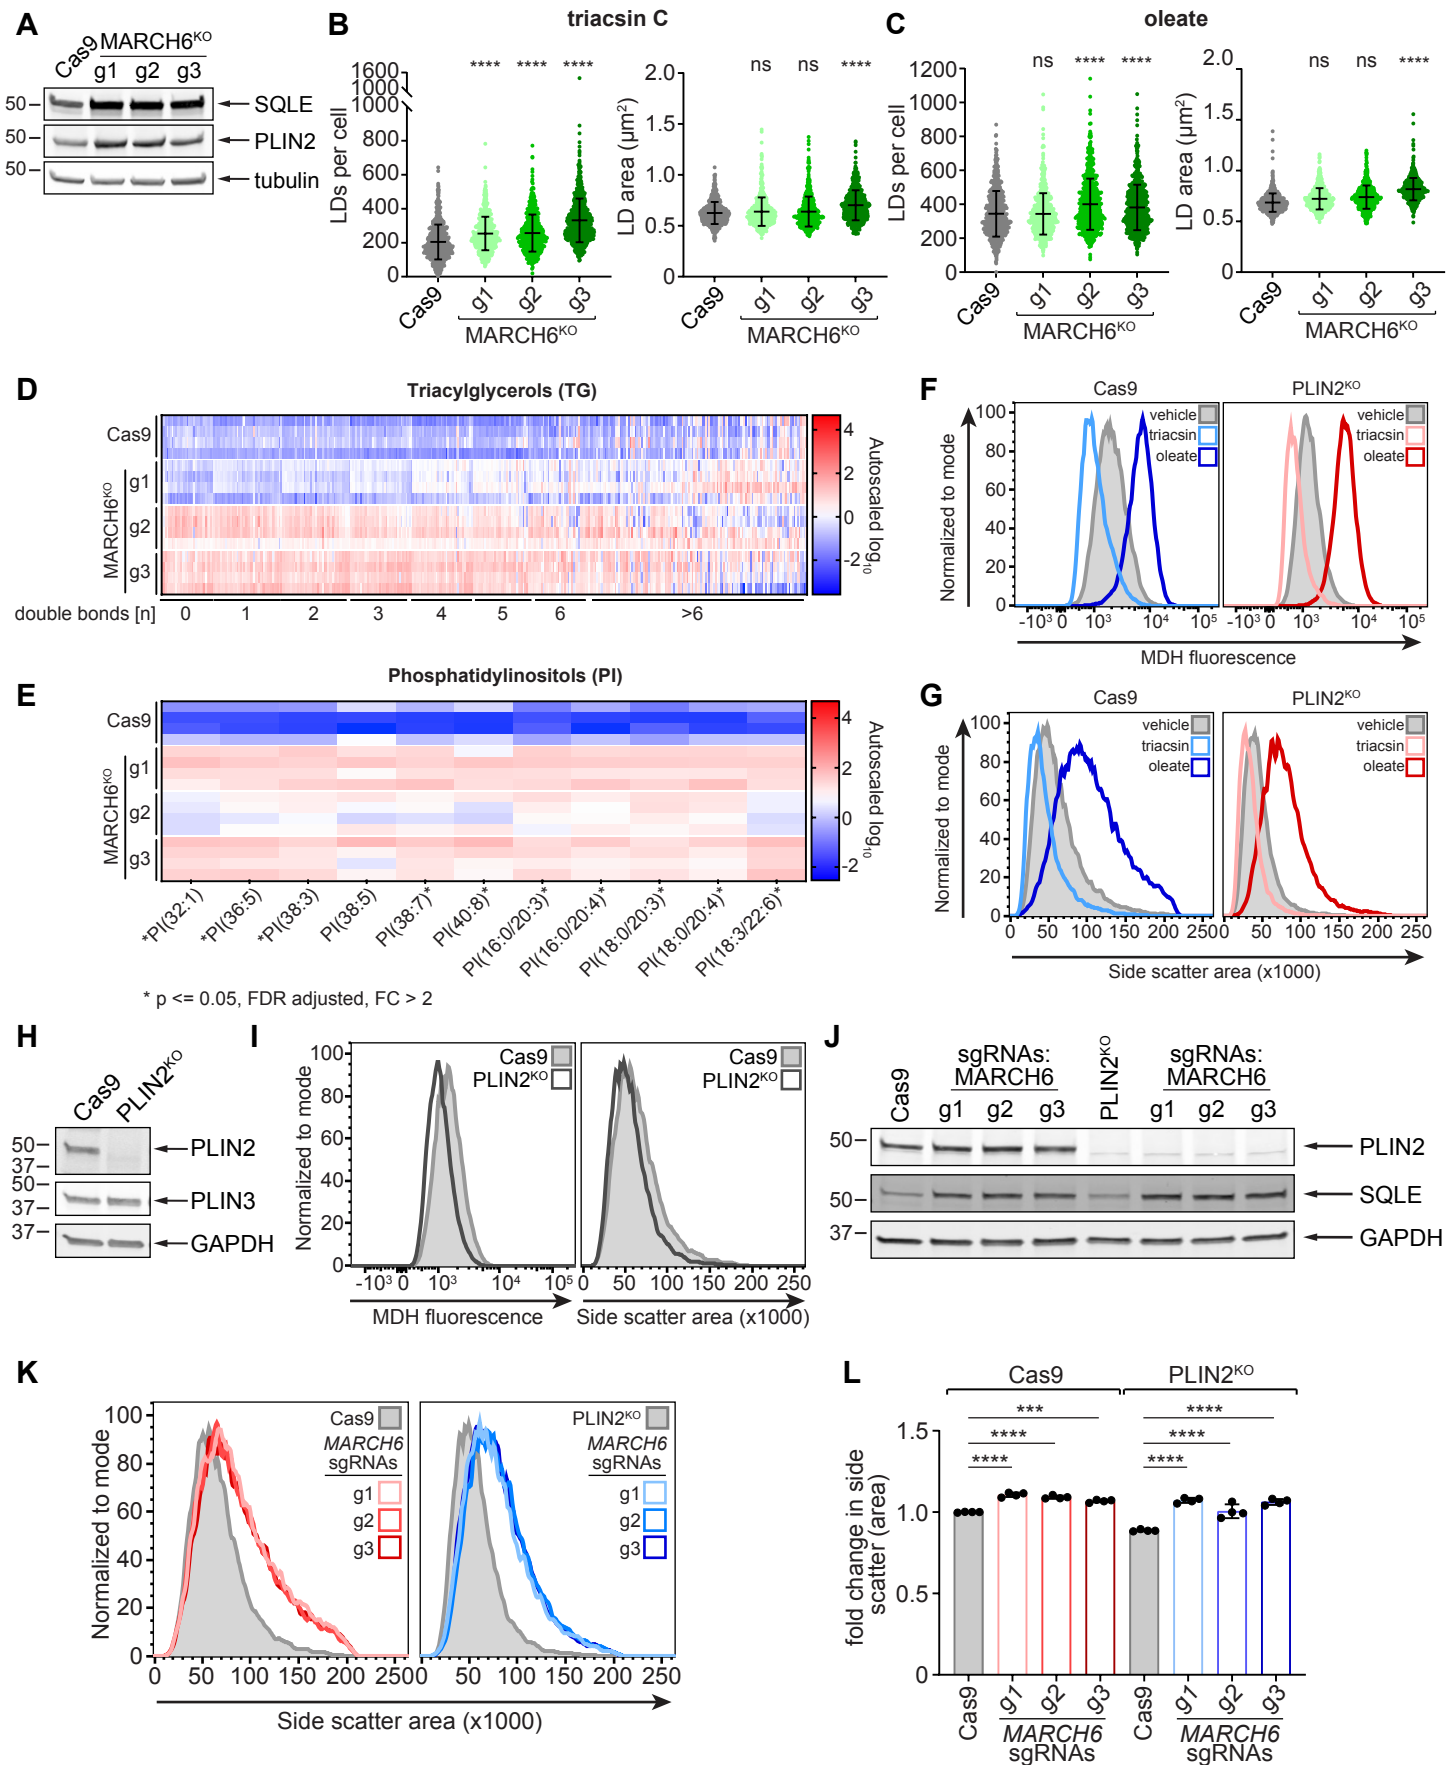 A
Cas9
MARCH6KO
g1 g2 g3
50
SQLE
50
PLIN2
50
tubulin
triacsin C
B
LDs per cell
1600
1400
1000
800
600
400
200
0
**** **** ****
Cas9 g1 g2 g3
MARCH6KO
LD area (µm2)
2.0
1.5
1.0
0.5
0
ns ns ****
Cas9 g1 g2 g3
MARCH6KO
oleate
C
LDs per cell
1200
1000
800
600
400
200
0
ns **** ****
Cas9 g1 g2 g3
MARCH6KO
LD area (µm2)
2.0
1.5
1.0
0.5
0
ns ns ****
Cas9 g1 g2 g3
MARCH6KO
D
Triacylglycerols (TG)
Cas9
MARCH6KO
g1
g2
g3
double bonds [n] 0 1 2 3 4 5 6 >6
4
2
0
-2
Autoscaled log10
E
Phosphatidylinositols (PI)
Cas9
MARCH6KO
g1
g2
g3
*PI(32:1) *PI(36:5) *PI(38:3) PI(38:5) PI(38:7)* PI(40:8)* PI(16:0/20:3)* PI(16:0/20:4)* PI(18:0/20:3)* PI(18:0/20:4)* PI(18:3/22:6)*
4
2
0
-2
Autoscaled log10
* p <= 0.05, FDR adjusted, FC > 2
F
Cas9
PLIN2KO
Normalized to mode
100
80
60
40
20
0
vehicle
triacsin
oleate
vehicle
triacsin
oleate
-103 0 103 104 105
-103 0 103 104 105
MDH fluorescence
G
Cas9
PLIN2KO
Normalized to mode
100
80
60
40
20
0
vehicle
triacsin
oleate
vehicle
triacsin
oleate
0 50 100 150 200 250
0 50 100 150 200 250
Side scatter area (x1000)
H
Cas9 PLIN2KO
50
37
PLIN2
50
37
PLIN3
37
GAPDH
I
Normalized to mode
100
80
60
40
20
0
Cas9
PLIN2KO
-103 0 103 104 105
MDH fluorescence
Cas9
PLIN2KO
0 50 100 150 200 250
Side scatter area (x1000)
J
Cas9
sgRNAs:
MARCH6
g1 g2 g3
PLIN2KO
sgRNAs:
MARCH6
g1 g2 g3
50
PLIN2
50
SQLE
37
GAPDH
K
Normalized to mode
100
80
60
40
20
0
Cas9
MARCH6
sgRNAs
g1
g2
g3
0 50 100 150 200 250
PLIN2KO
MARCH6
sgRNAs
g1
g2
g3
0 50 100 150 200 250
Side scatter area (x1000)
L
Cas9
PLIN2KO
fold change in side
scatter (area)
1.5
1.0
0.5
0
***
****
****
****
****
****
Cas9 g1 g2 g3
MARCH6
sgRNAs
Cas9 g1 g2 g3
MARCH6
sgRNAs